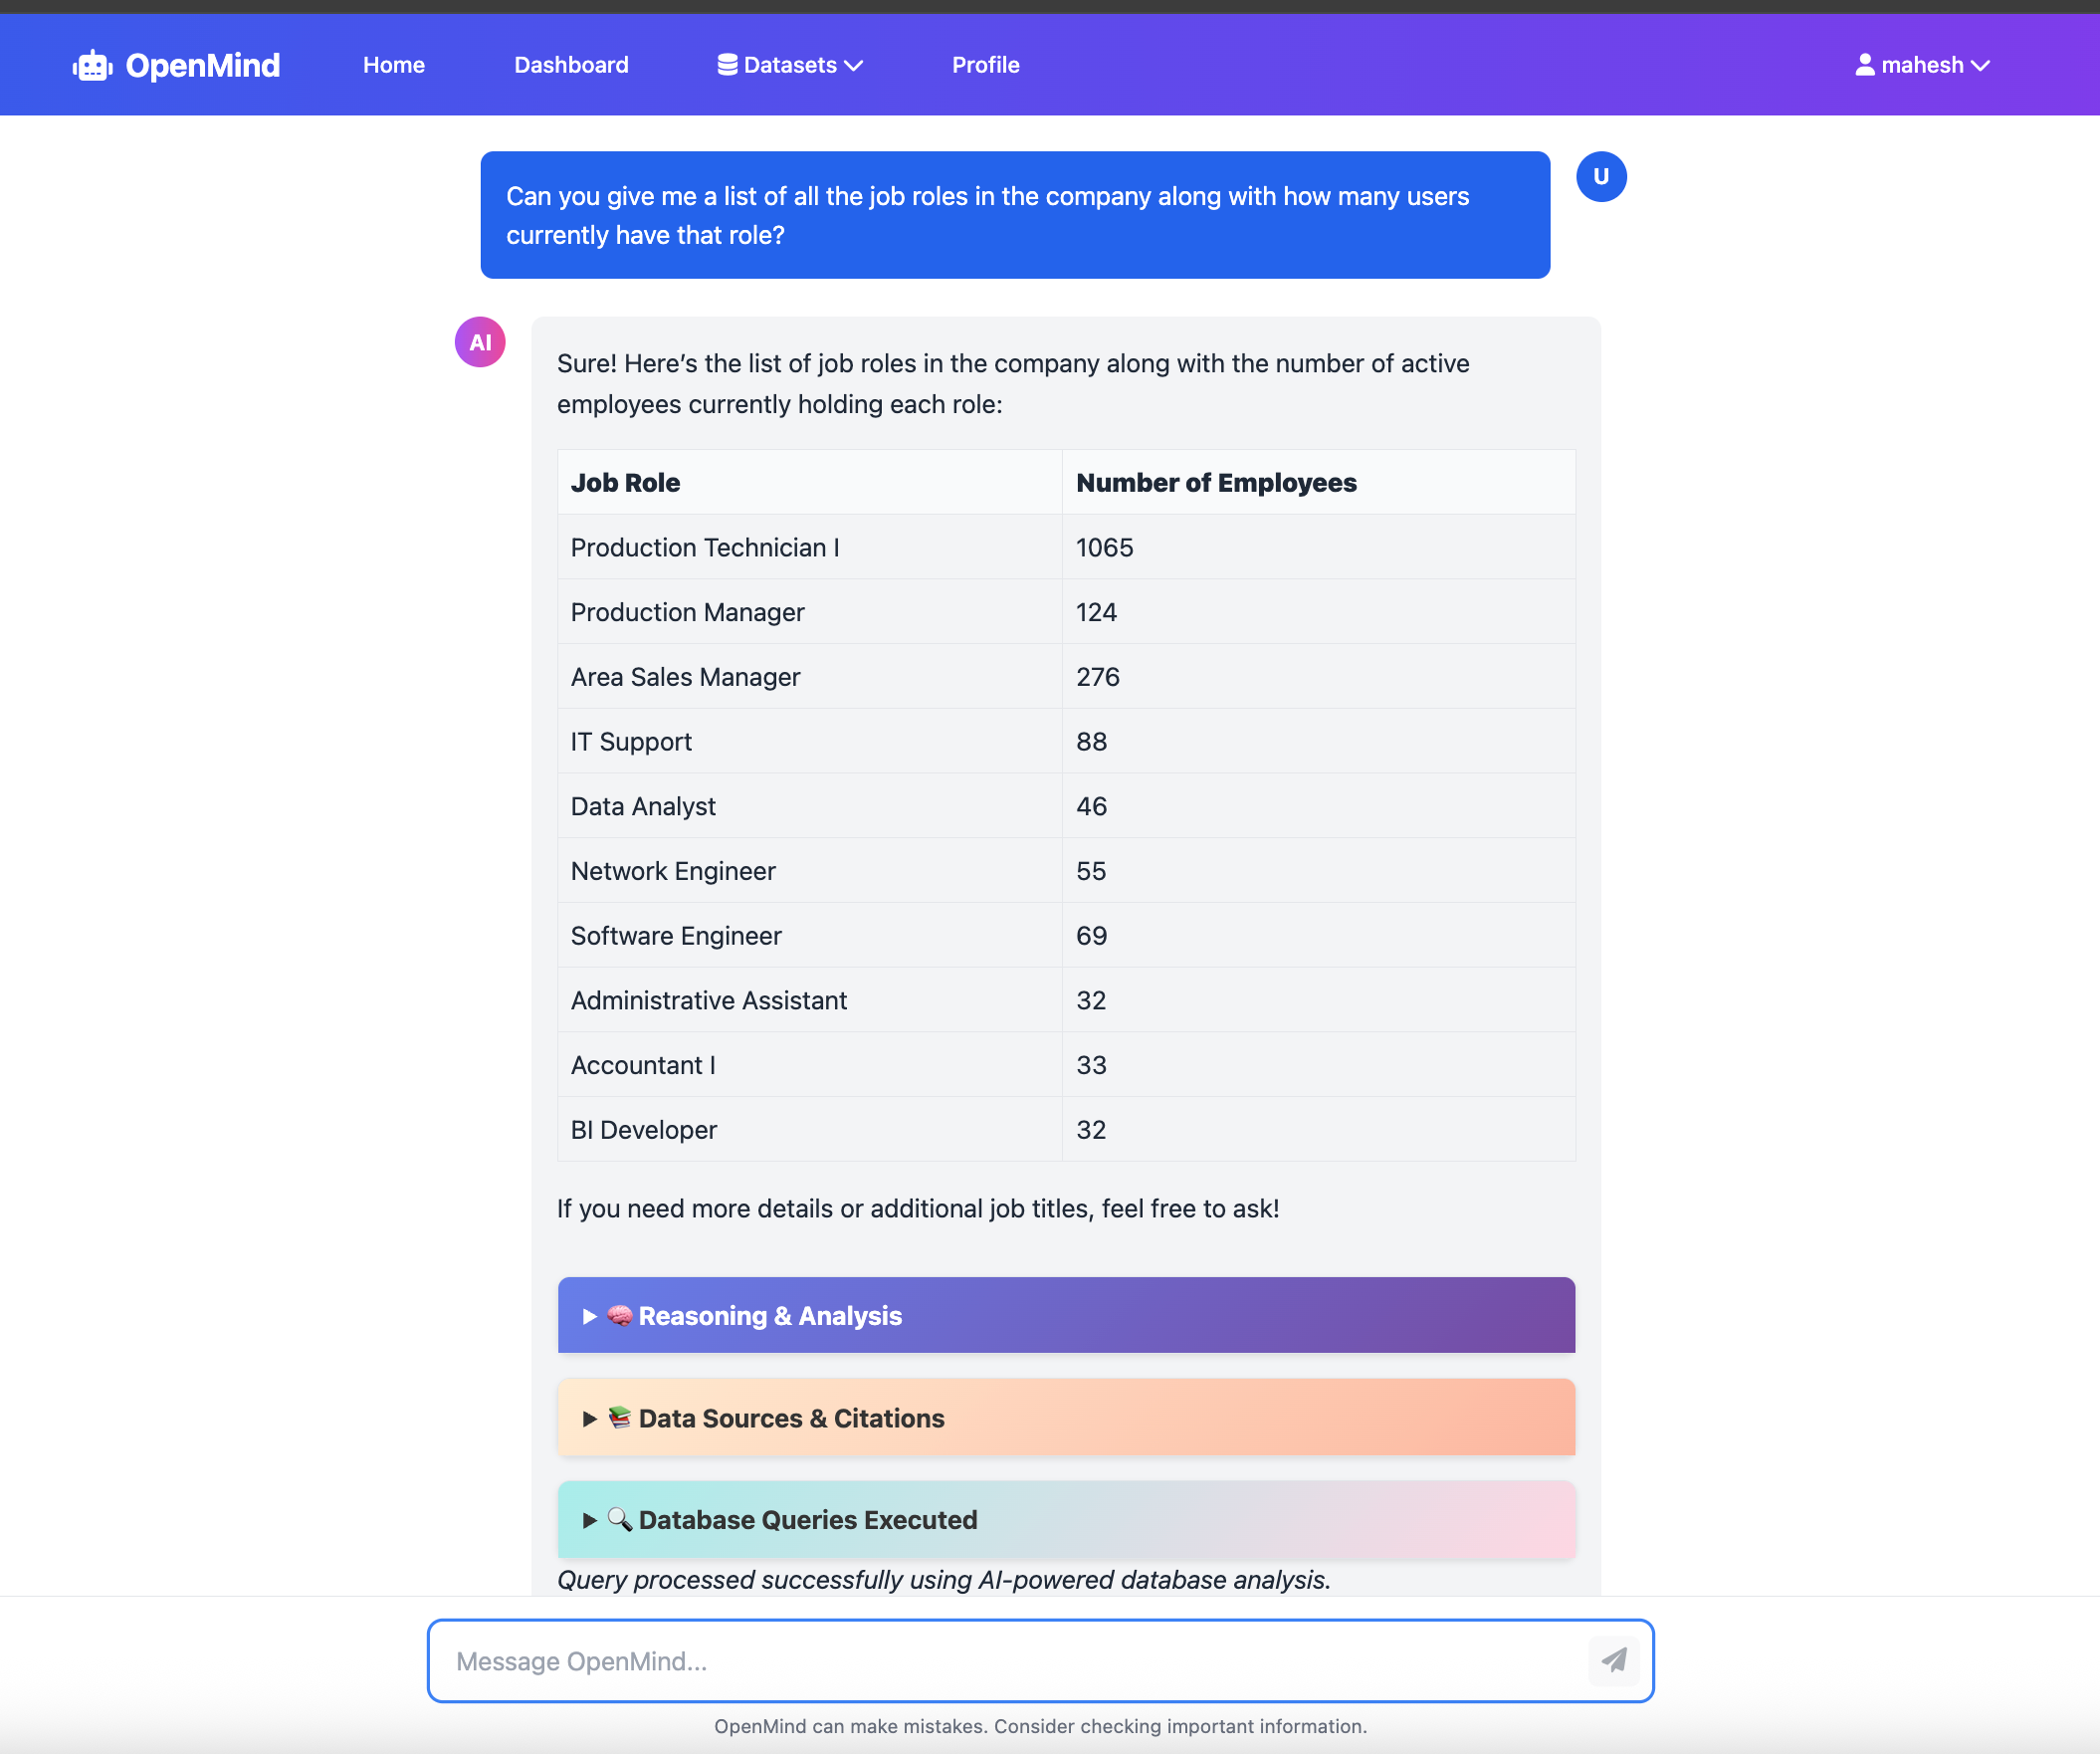 OpenMind Home Dashboard Datasets Profile mahesh
Can you give me a list of all the job roles in the company along with how many users
currently have that role?
U
AI
Sure! Here’s the list of job roles in the company along with the number of active
employees currently holding each role:
Job Role Number of Employees
Production Technician I 1065
Production Manager 124
Area Sales Manager 276
IT Support 88
Data Analyst 46
Network Engineer 55
Software Engineer 69
Administrative Assistant 32
Accountant I 33
BI Developer 32
If you need more details or additional job titles, feel free to ask!
Reasoning & Analysis
Data Sources & Citations
Database Queries Executed
Query processed successfully using AI-powered database analysis.
Message OpenMind...
OpenMind can make mistakes. Consider checking important information.